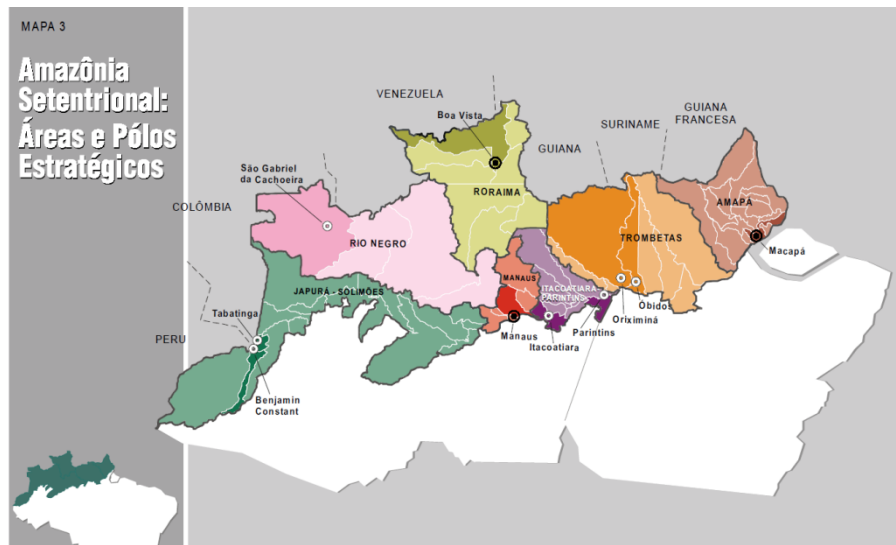 MAPA 3
Amazônia
Setentrional:
Áreas e Pólos
Estratégicos
VENEZUELA
Boa Vista
GUIANA
SURINAME
GUIANA
FRANCESA
São Gabriel
da Cachoeira
COLÔMBIA
RORAIMA
AMAPÁ
RIO NEGRO
TROMBETAS
Macapá
MANAUS
JAPURÁ - SOLIMÕES
ITACOATIARA-
PARINTINS
Óbidos
Oriximiná
Tabatinga
Parintins
PERU
Manaus
Itacoatiara
Benjamin
Constant